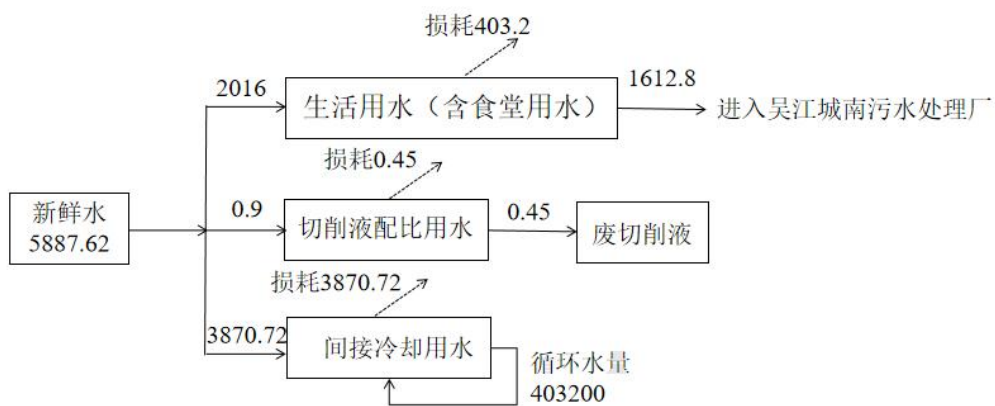 损耗403.2
2016
生活用水（含食堂用水）
1612.8
进入吴江城南污水处理厂
损耗0.45
新鲜水
5887.62
0.9
切削液配比用水
0.45
废切削液
损耗3870.72
3870.72
间接冷却用水
循环水量
403200